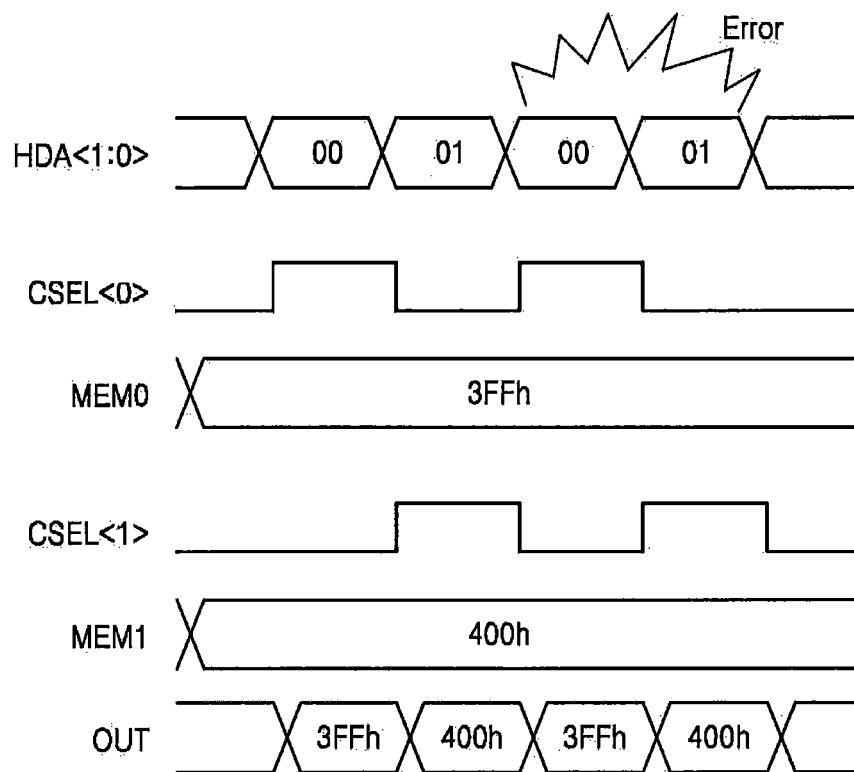 Error
HDA<1:0> 00 01 00 01
CSEL<0>
MEM0 3FFh
CSEL<1>
MEM1 400h
OUT 3FFh 400h 3FFh 400h